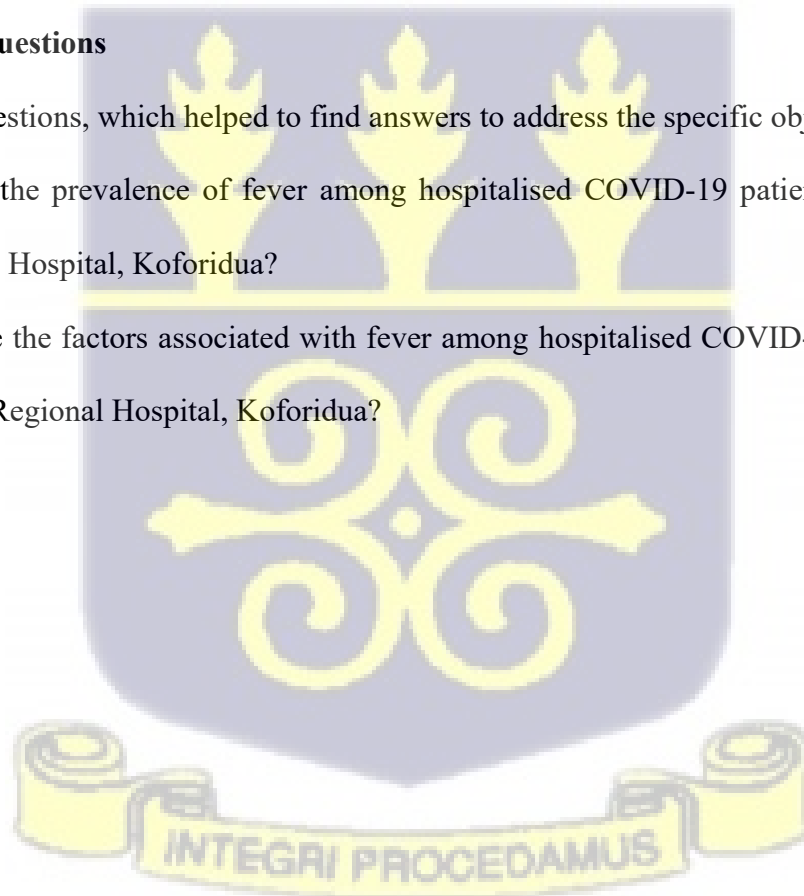 uestions
estions, which helped to find answers to address the specific obj
the prevalence of fever among hospitalised COVID-19 patien
Hospital, Koforidua?
e the factors associated with fever among hospitalised COVID-
Regional Hospital, Koforidua?
INTEGRI PROCEDAMUS